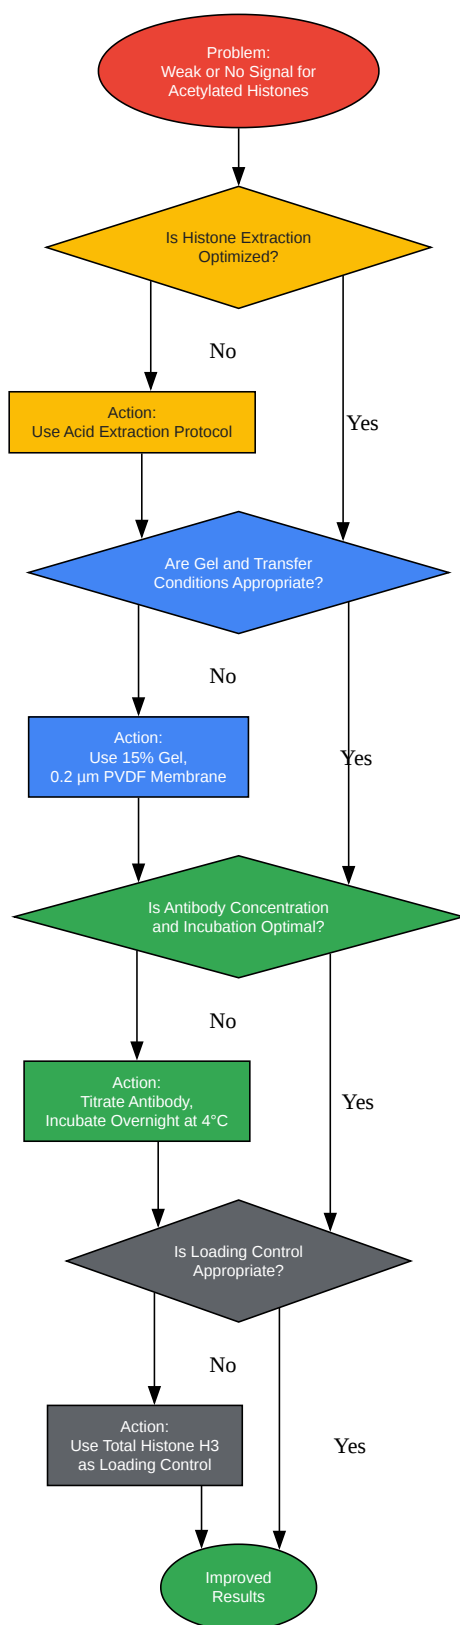 Problem:
Weak or No Signal for
Acetylated Histones
Is Histone Extraction
Optimized?
No
Action:
Use Acid Extraction Protocol
Yes
Are Gel and Transfer
Conditions Appropriate?
No
Action:
Use 15% Gel,
0.2 µm PVDF Membrane
Yes
Is Antibody Concentration
and Incubation Optimal?
No
Action:
Titrate Antibody,
Incubate Overnight at 4°C
Yes
Is Loading Control
Appropriate?
No
Action:
Use Total Histone H3
as Loading Control
Yes
Improved
Results